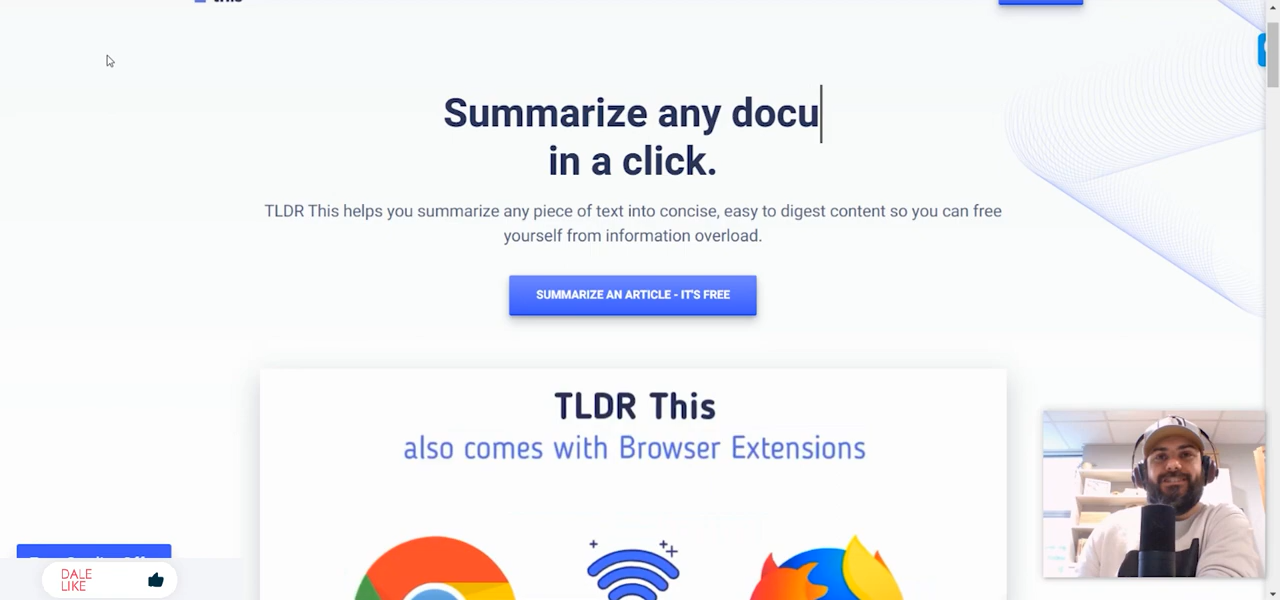 this
Summarize any docu
in a click.
TLDR This helps you summarize any piece of text into concise, easy to digest content so you can free
yourself from information overload.
SUMMARIZE AN ARTICLE - IT'S FREE
TLDR This
also comes with Browser Extensions
DALE
LIKE